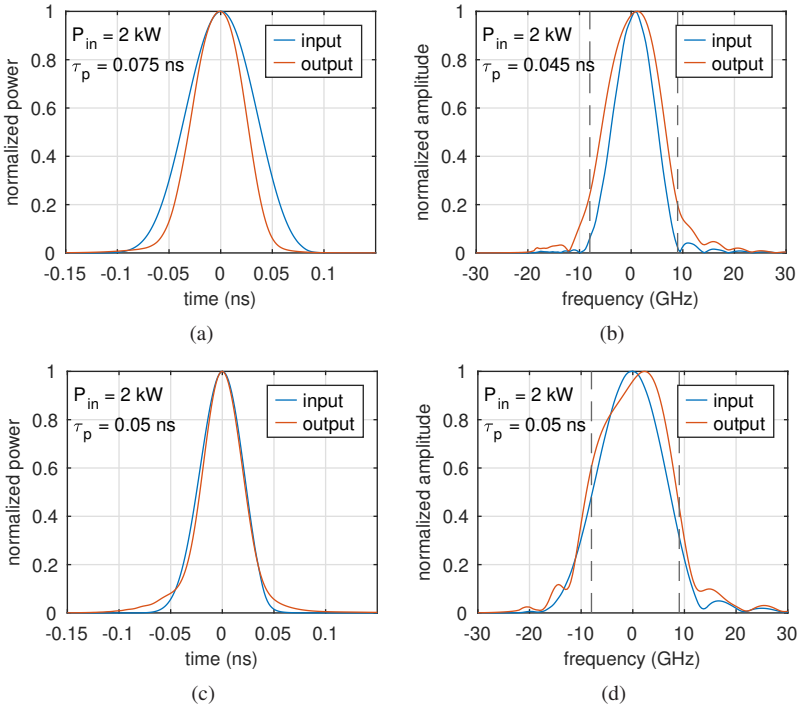 P_in = 2 kW
τ_p = 0.075 ns
input
output
normalized power
1
0.8
0.6
0.4
0.2
0
-0.15 -0.1 -0.05 0 0.05 0.1
time (ns)
(a)
P_in = 2 kW
τ_p = 0.045 ns
input
output
normalized amplitude
1
0.8
0.6
0.4
0.2
0
-30 -20 -10 0 10 20 30
frequency (GHz)
(b)
P_in = 2 kW
τ_p = 0.05 ns
input
output
normalized power
1
0.8
0.6
0.4
0.2
0
-0.15 -0.1 -0.05 0 0.05 0.1
time (ns)
(c)
P_in = 2 kW
τ_p = 0.05 ns
input
output
normalized amplitude
1
0.8
0.6
0.4
0.2
0
-30 -20 -10 0 10 20 30
frequency (GHz)
(d)